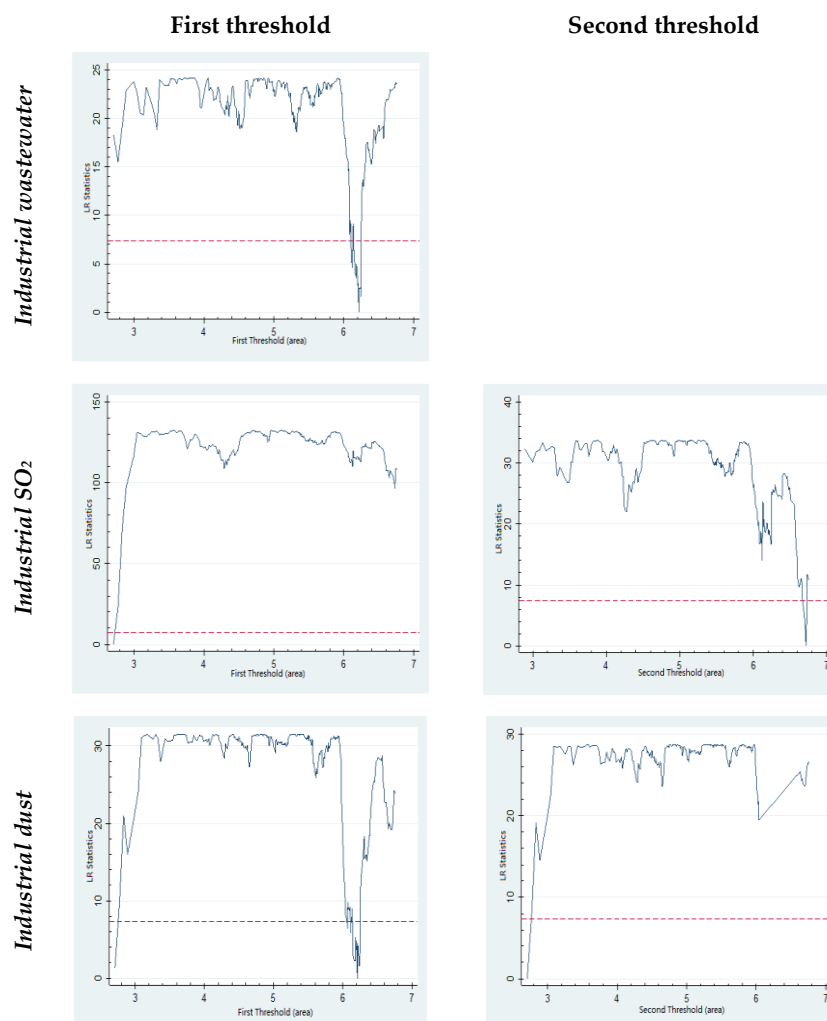 First threshold
Second threshold
Industrial wastewater
LR Statistics
0 5 10 15 20 25
3 4 5 6 7
First Threshold (area)
Industrial SO₂
LR Statistics
0 50 100 150
3 4 5 6 7
First Threshold (area)
LR Statistics
0 10 20 30 40
3 4 5 6 7
Second Threshold (area)
Industrial dust
LR Statistics
0 10 20 30
3 4 5 6 7
First Threshold (area)
LR Statistics
0 10 20 30
3 4 5 6 7
Second Threshold (area)